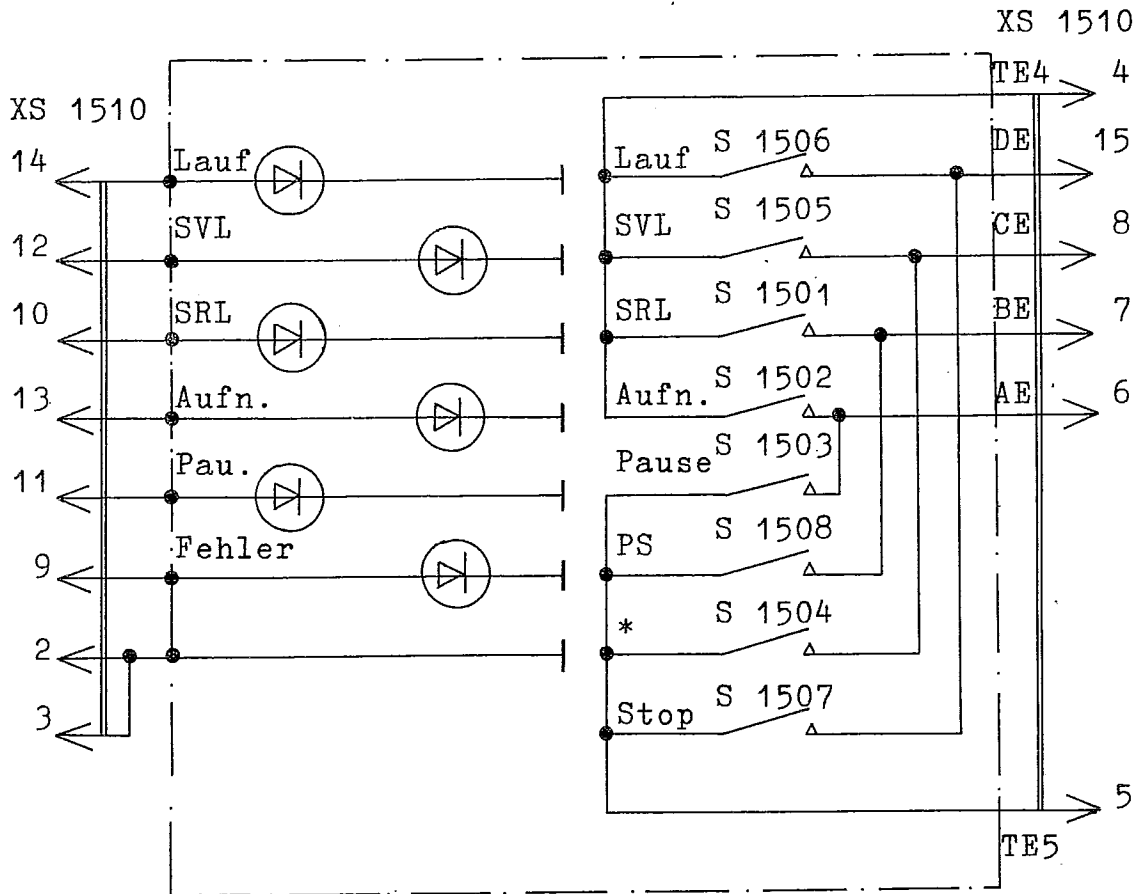 XS 1510
TE4 4
XS 1510
14 Lauf
Lauf S 1506 DE 15
12 SVL
SVL S 1505 CE 8
10 SRL
SRL S 1501 BE 7
13 Aufn.
Aufn. S 1502 AE 6
11 Pau.
Pause S 1503
9 Fehler
PS S 1508
2
* S 1504
3
Stop S 1507
5
TE5